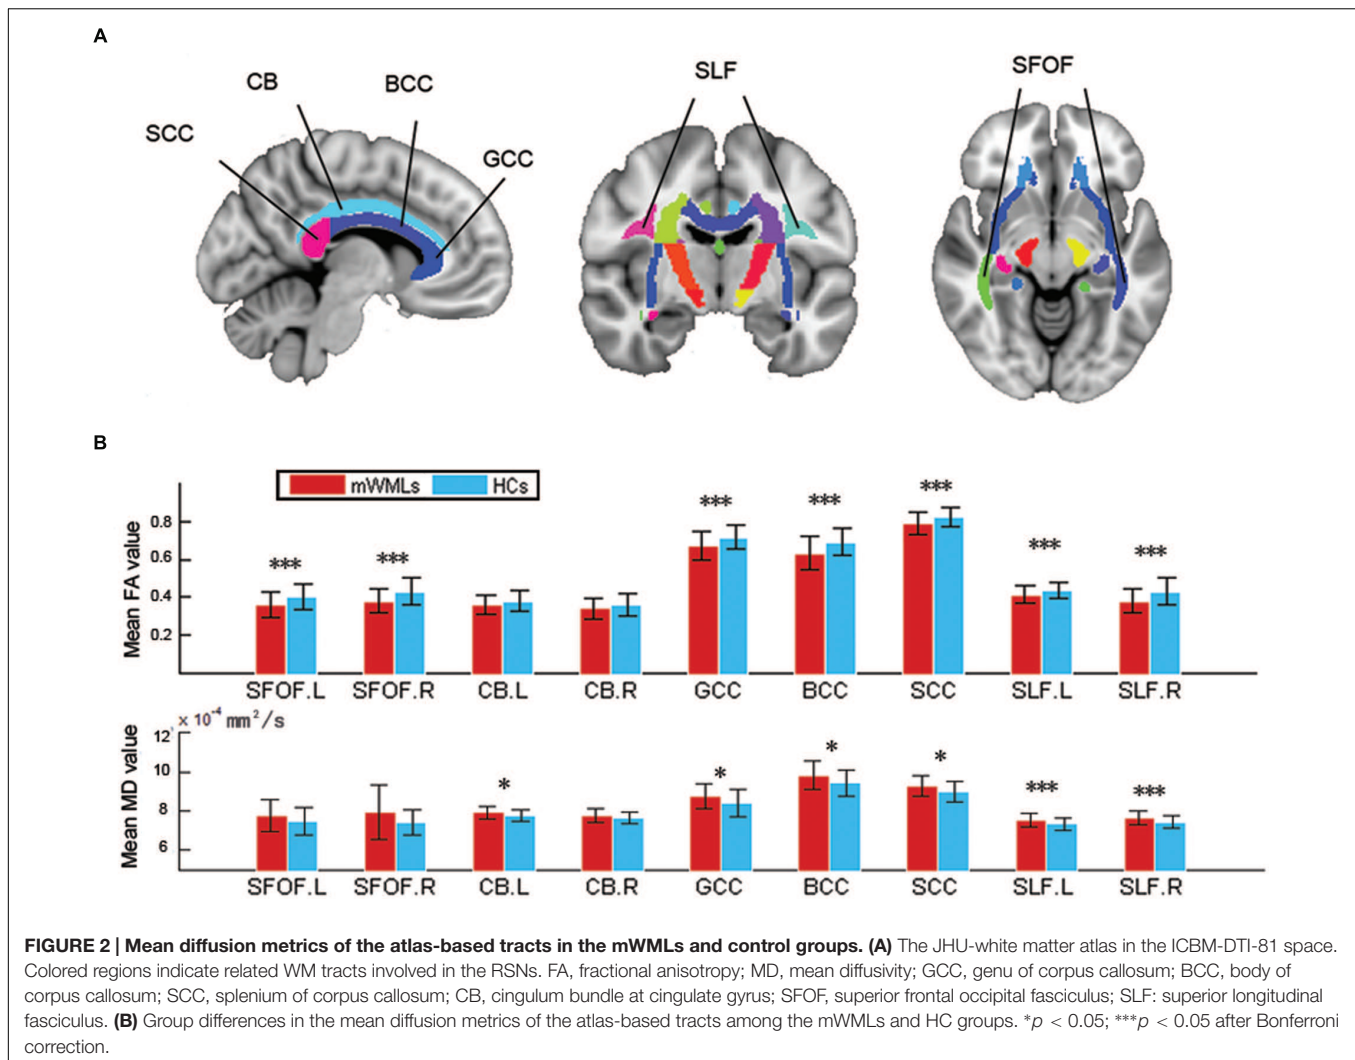 A
CB
BCC
SCC
GCC
SLF
SFOF
B
mWMLs HCs
Mean FA value
0.8
0.6
0.4
0.2
*** *** *** *** *** *** ***
SFOF.L SFOF.R CB.L CB.R GCC BCC SCC SLF.L SLF.R
× 10⁻⁴ mm²/s
Mean MD value
12
10
8
6
* * * * *** ***
SFOF.L SFOF.R CB.L CB.R GCC BCC SCC SLF.L SLF.R
FIGURE 2 | Mean diffusion metrics of the atlas-based tracts in the mWMLs and control groups. (A) The JHU-white matter atlas in the ICBM-DTI-81 space.
Colored regions indicate related WM tracts involved in the RSNs. FA, fractional anisotropy; MD, mean diffusivity; GCC, genu of corpus callosum; BCC, body of
corpus callosum; SCC, splenium of corpus callosum; CB, cingulum bundle at cingulate gyrus; SFOF, superior frontal occipital fasciculus; SLF: superior longitudinal
fasciculus. (B) Group differences in the mean diffusion metrics of the atlas-based tracts among the mWMLs and HC groups. *p < 0.05; ***p < 0.05 after Bonferroni
correction.